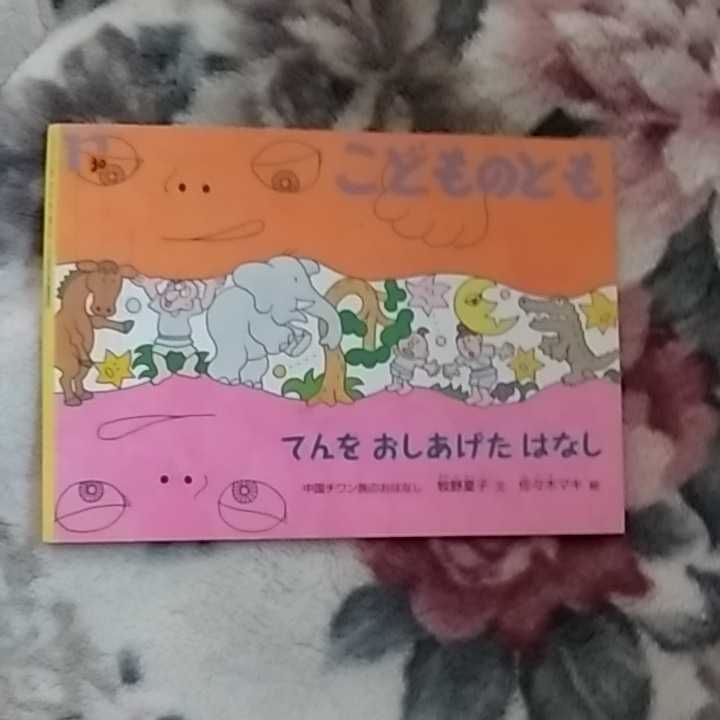 こどものとも
てんを おしあげた はなし
中国チワン族のおはなし 牧野夏子 文 佐々木マキ 絵